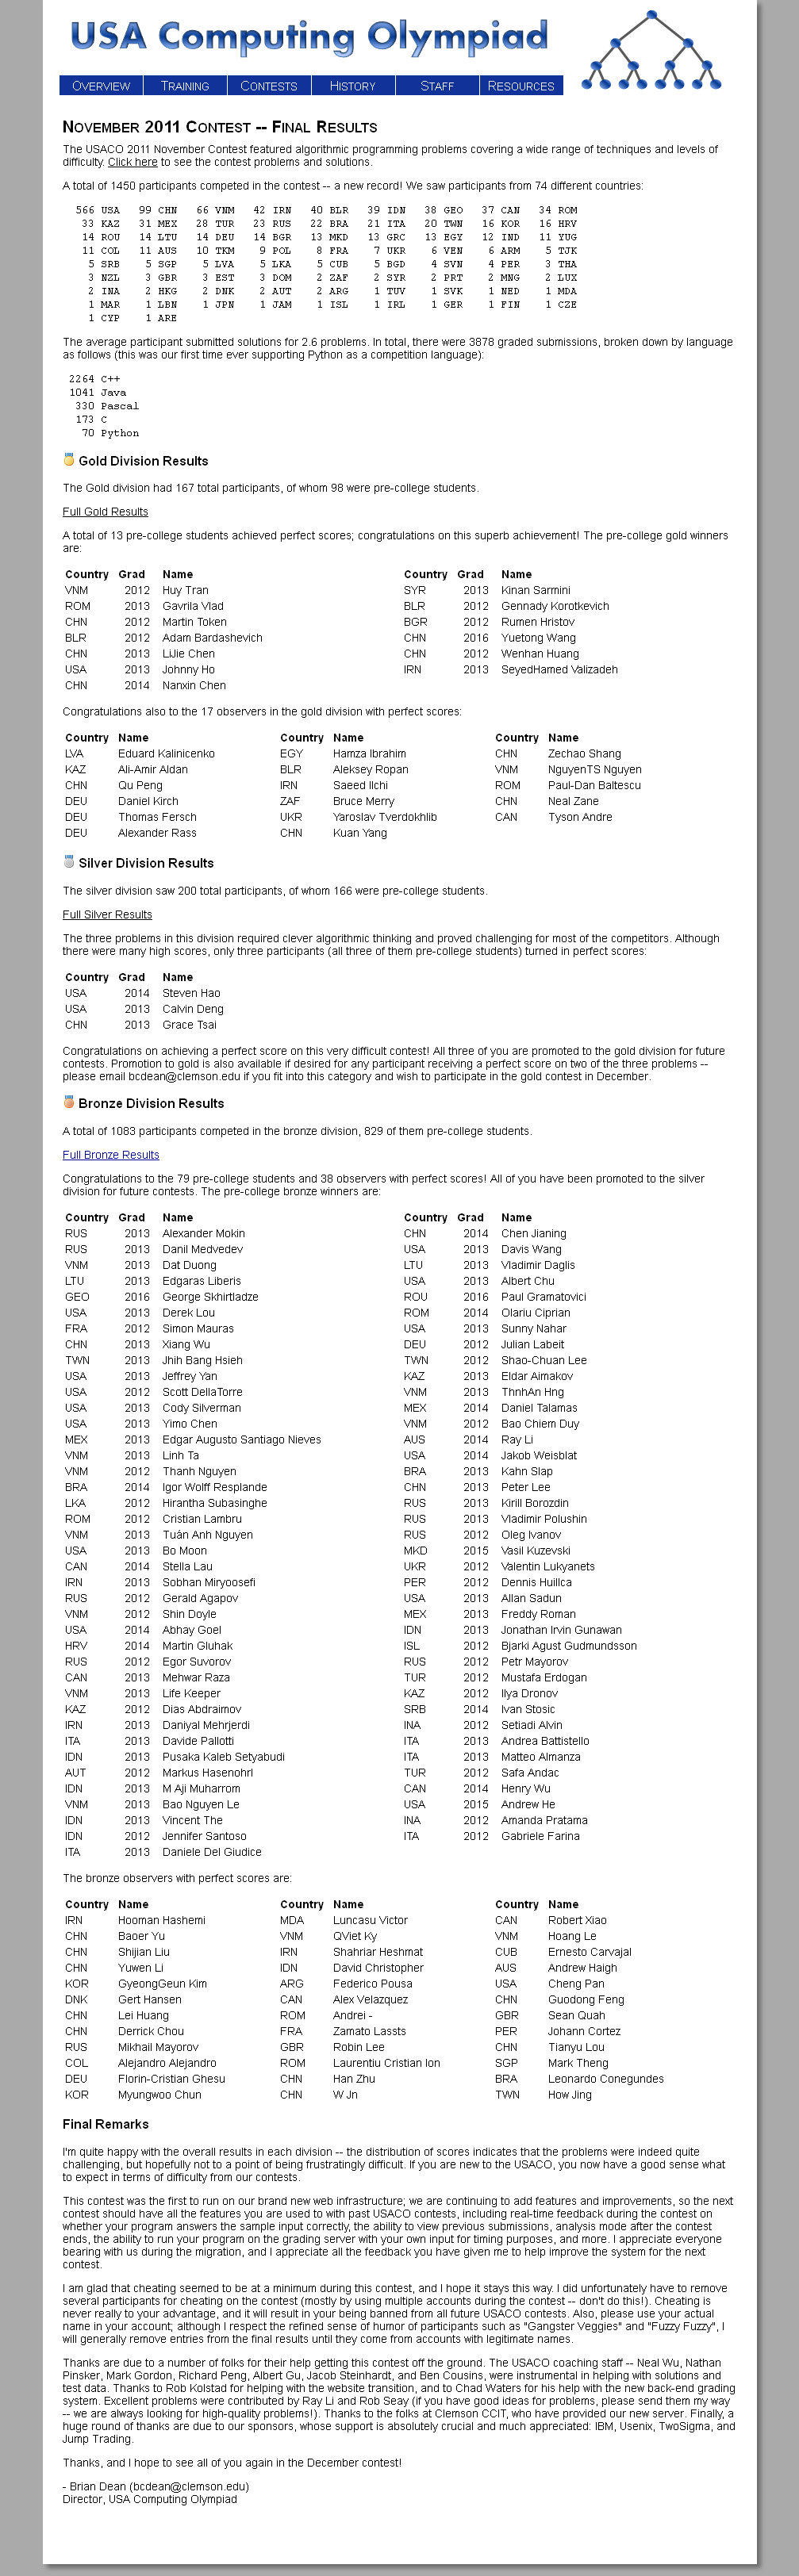 USA Computing Olympiad
Overview Training Contests History Staff Resources
November 2011 Contest -- Final Results
The USACO 2011 November Contest featured algorithmic programming problems covering a wide range of techniques and levels of
difficulty. Click here to see the contest problems and solutions.
A total of 1450 participants competed in the contest -- a new record! We saw participants from 74 different countries:
566 USA 99 CHN 66 VNM 42 IRN 40 BLR 39 IDN 38 GEO 37 CAN 34 ROM
33 KAZ 31 MEX 28 TUR 23 RUS 22 BRA 21 ITA 20 TWN 16 KOR 16 HRV
14 ROU 14 LTU 14 DEU 14 BGR 13 MKD 13 GRC 13 EGY 12 IND 11 YUG
11 COL 11 AUS 10 TKM 9 POL 8 FRA 7 UKR 6 VEN 6 ARM 5 TJK
5 SRB 5 SGP 5 LVA 5 LKA 5 CUB 5 BGD 4 SVN 4 PER 3 THA
3 NZL 3 GBR 3 EST 3 DOM 2 ZAF 2 SYR 2 PRT 2 MNG 2 LUX
2 INA 2 HKG 2 DNK 2 AUT 2 ARG 1 TUV 1 SVK 1 NED 1 MDA
1 MAR 1 LBN 1 JPN 1 JAM 1 ISL 1 IRL 1 GER 1 FIN 1 CZE
1 CYP 1 ARE
The average participant submitted solutions for 2.6 problems. In total, there were 3878 graded submissions, broken down by language
as follows (this was our first time ever supporting Python as a competition language):
2264 C++
1041 Java
330 Pascal
173 C
70 Python
Gold Division Results
The Gold division had 167 total participants, of whom 98 were pre-college students.
Full Gold Results
A total of 13 pre-college students achieved perfect scores; congratulations on this superb achievement! The pre-college gold winners
are:
Country Grad Name Country Grad Name
VNM 2012 Huy Tran SYR 2013 Kinan Sarmini
ROM 2013 Gavrila Vlad BLR 2012 Gennady Korotkevich
CHN 2012 Martin Token BGR 2012 Rumen Hristov
BLR 2012 Adam Bardashevich CHN 2016 Yuetong Wang
CHN 2013 LiJie Chen CHN 2012 Wenhan Huang
USA 2013 Johnny Ho IRN 2013 SeyedHamed Valizadeh
CHN 2014 Nanxin Chen
Congratulations also to the 17 observers in the gold division with perfect scores:
Country Name Country Name Country Name
LVA Eduard Kalinicenko EGY Hamza Ibrahim CHN Zechao Shang
KAZ Ali-Amir Aldan BLR Aleksey Ropan VNM NguyenTS Nguyen
CHN Qu Peng IRN Saeed Ilchi ROM Paul-Dan Baltescu
DEU Daniel Kirch ZAF Bruce Merry CHN Neal Zane
DEU Thomas Fersch UKR Yaroslav Tverdokhlib CAN Tyson Andre
DEU Alexander Rass CHN Kuan Yang
Silver Division Results
The silver division saw 200 total participants, of whom 166 were pre-college students.
Full Silver Results
The three problems in this division required clever algorithmic thinking and proved challenging for most of the competitors. Although
there were many high scores, only three participants (all three of them pre-college students) turned in perfect scores:
Country Grad Name
USA 2014 Steven Hao
USA 2013 Calvin Deng
CHN 2013 Grace Tsai
Congratulations on achieving a perfect score on this very difficult contest! All three of you are promoted to the gold division for future
contests. Promotion to gold is also available if desired for any participant receiving a perfect score on two of the three problems --
please email bcdean@clemson.edu if you fit into this category and wish to participate in the gold contest in December.
Bronze Division Results
A total of 1083 participants competed in the bronze division, 829 of them pre-college students.
Full Bronze Results
Congratulations to the 79 pre-college students and 38 observers with perfect scores! All of you have been promoted to the silver
division for future contests. The pre-college bronze winners are:
Country Grad Name Country Grad Name
RUS 2013 Alexander Mokin CHN 2014 Chen Jianing
RUS 2013 Danil Medvedev USA 2013 Davis Wang
VNM 2013 Dat Duong LTU 2013 Vladimir Daglis
LTU 2013 Edgaras Liberis USA 2013 Albert Chu
GEO 2016 George Skhirtladze ROU 2016 Paul Gramatovici
USA 2013 Derek Lou ROM 2014 Olariu Ciprian
FRA 2012 Simon Mauras USA 2013 Sunny Nahar
CHN 2013 Xiang Wu DEU 2012 Julian Labeit
TWN 2013 Jhih Bang Hsieh TWN 2012 Shao-Chuan Lee
USA 2013 Jeffrey Yan KAZ 2013 Eldar Aimakov
USA 2012 Scott DellaTorre VNM 2013 ThnhAn Hng
USA 2013 Cody Silverman MEX 2014 Daniel Talamas
USA 2013 Yimo Chen VNM 2012 Bao Chiem Duy
MEX 2013 Edgar Augusto Santiago Nieves AUS 2014 Ray Li
VNM 2013 Linh Ta USA 2014 Jakob Weisblat
VNM 2012 Thanh Nguyen BRA 2013 Kahn Slap
BRA 2014 Igor Wolff Resplande CHN 2013 Peter Lee
LKA 2012 Hirantha Subasinghe RUS 2013 Kirill Borozdin
ROM 2012 Cristian Lambru RUS 2013 Vladimir Polushin
VNM 2013 Tuân Anh Nguyen RUS 2012 Oleg Ivanov
USA 2013 Bo Moon MKD 2015 Vasil Kuzevski
CAN 2014 Stella Lau UKR 2012 Valentin Lukyanets
IRN 2013 Sobhan Miryoosefi PER 2012 Dennis Huillca
RUS 2012 Gerald Agapov USA 2013 Allan Sadun
VNM 2012 Shin Doyle MEX 2013 Freddy Roman
USA 2014 Abhay Goel IDN 2013 Jonathan Irvin Gunawan
HRV 2014 Martin Gluhak ISL 2012 Bjarki Agust Gudmundsson
RUS 2012 Egor Suvorov RUS 2012 Petr Mayorov
CAN 2013 Mehwar Raza TUR 2012 Mustafa Erdogan
VNM 2013 Life Keeper KAZ 2012 Ilya Dronov
KAZ 2012 Dias Abdraimov SRB 2014 Ivan Stosic
IRN 2013 Daniyal Mehrjerdi INA 2012 Setiadi Alvin
ITA 2013 Davide Pallotti ITA 2013 Andrea Battistello
IDN 2013 Pusaka Kaleb Setyabudi ITA 2013 Matteo Almanza
AUT 2012 Markus Hasenohrl TUR 2012 Safa Andac
IDN 2013 M Aji Muharrom CAN 2014 Henry Wu
VNM 2013 Bao Nguyen Le USA 2015 Andrew He
IDN 2013 Vincent The INA 2012 Amanda Pratama
IDN 2012 Jennifer Santoso ITA 2012 Gabriele Farina
ITA 2013 Daniele Del Giudice
The bronze observers with perfect scores are:
Country Name Country Name Country Name
IRN Hooman Hashemi MDA Luncasu Victor CAN Robert Xiao
CHN Baoer Yu VNM QViet Ky VNM Hoang Le
CHN Shijian Liu IRN Shahriar Heshmat CUB Ernesto Carvajal
CHN Yuwen Li IDN David Christopher AUS Andrew Haigh
KOR GyeongGeun Kim ARG Federico Pousa USA Cheng Pan
DNK Gert Hansen CAN Alex Velazquez CHN Guodong Feng
CHN Lei Huang ROM Andrei - GBR Sean Quah
CHN Derrick Chou FRA Zamato Lassts PER Johann Cortez
RUS Mikhail Mayorov GBR Robin Lee CHN Tianyu Lou
COL Alejandro Alejandro ROM Laurentiu Cristian Ion SGP Mark Theng
DEU Florin-Cristian Ghesu CHN Han Zhu BRA Leonardo Conegundes
KOR Myungwoo Chun CHN W Jn TWN How Jing
Final Remarks
I'm quite happy with the overall results in each division -- the distribution of scores indicates that the problems were indeed quite
challenging, but hopefully not to a point of being frustratingly difficult. If you are new to the USACO, you now have a good sense what
to expect in terms of difficulty from our contests.
This contest was the first to run on our brand new web infrastructure; we are continuing to add features and improvements, so the next
contest should have all the features you are used to with past USACO contests, including real-time feedback during the contest on
whether your program answers the sample input correctly, the ability to view previous submissions, analysis mode after the contest
ends, the ability to run your program on the grading server with your own input for timing purposes, and more. I appreciate everyone
bearing with us during the migration, and I appreciate all the feedback you have given me to help improve the system for the next
contest.
I am glad that cheating seemed to be at a minimum during this contest, and I hope it stays this way. I did unfortunately have to remove
several participants for cheating on the contest (mostly by using multiple accounts during the contest -- don't do this!). Cheating is
never really to your advantage, and it will result in your being banned from all future USACO contests. Also, please use your actual
name in your account; although I respect the refined sense of humor of participants such as "Gangster Veggies" and "Fuzzy Fuzzy", I
will generally remove entries from the final results until they come from accounts with legitimate names.
Thanks are due to a number of folks for their help getting this contest off the ground. The USACO coaching staff -- Neal Wu, Nathan
Pinsker, Mark Gordon, Richard Peng, Albert Gu, Jacob Steinhardt, and Ben Cousins, were instrumental in helping with solutions and
test data. Thanks to Rob Kolstad for helping with the website transition, and to Chad Waters for his help with the new back-end grading
system. Excellent problems were contributed by Ray Li and Rob Seay (if you have good ideas for problems, please send them my way
-- we are always looking for high-quality problems!). Thanks to the folks at Clemson CCIT, who have provided our new server. Finally, a
huge round of thanks are due to our sponsors, whose support is absolutely crucial and much appreciated: IBM, Usenix, TwoSigma, and
Jump Trading.
Thanks, and I hope to see all of you again in the December contest!
- Brian Dean (bcdean@clemson.edu)
Director, USA Computing Olympiad